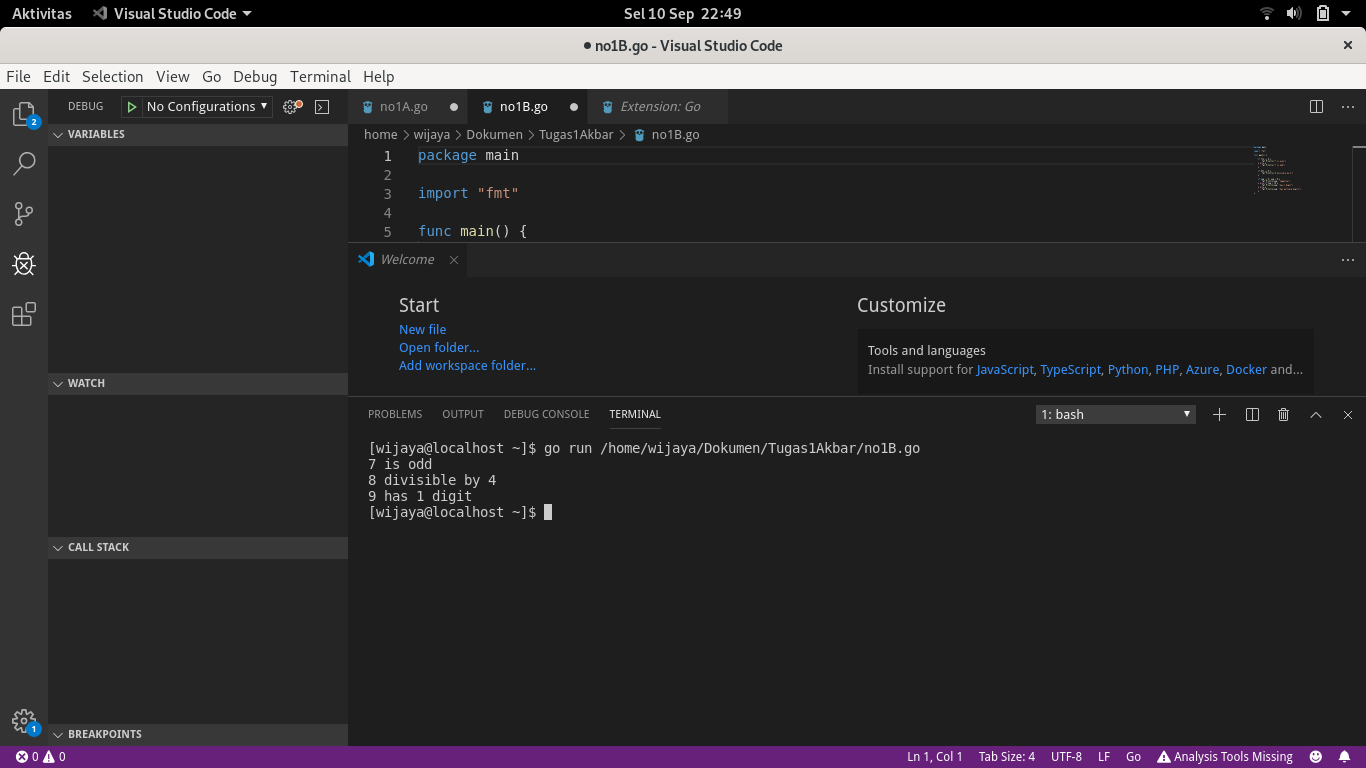 Aktivitas Visual Studio Code Sel 10 Sep 22:49
no1B.go - Visual Studio Code
File Edit Selection View Go Debug Terminal Help
DEBUG No Configurations no1A.go no1B.go Extension: Go
VARIABLES
home wijaya Dokumen Tugas1Akbar no1B.go
1 package main
2
3 import "fmt"
4
5 func main() {
2
Welcome
Start
New file
Open folder...
Add workspace folder...
Customize
Tools and languages
Install support for JavaScript, TypeScript, Python, PHP, Azure, Docker and...
WATCH
PROBLEMS OUTPUT DEBUG CONSOLE TERMINAL 1: bash
[wijaya@localhost ~]$ go run /home/wijaya/Dokumen/Tugas1Akbar/no1B.go
7 is odd
8 divisible by 4
9 has 1 digit
[wijaya@localhost ~]$
CALL STACK
BREAKPOINTS
1
0 0 Ln 1, Col 1 Tab Size: 4 UTF-8 LF Go Analysis Tools Missing